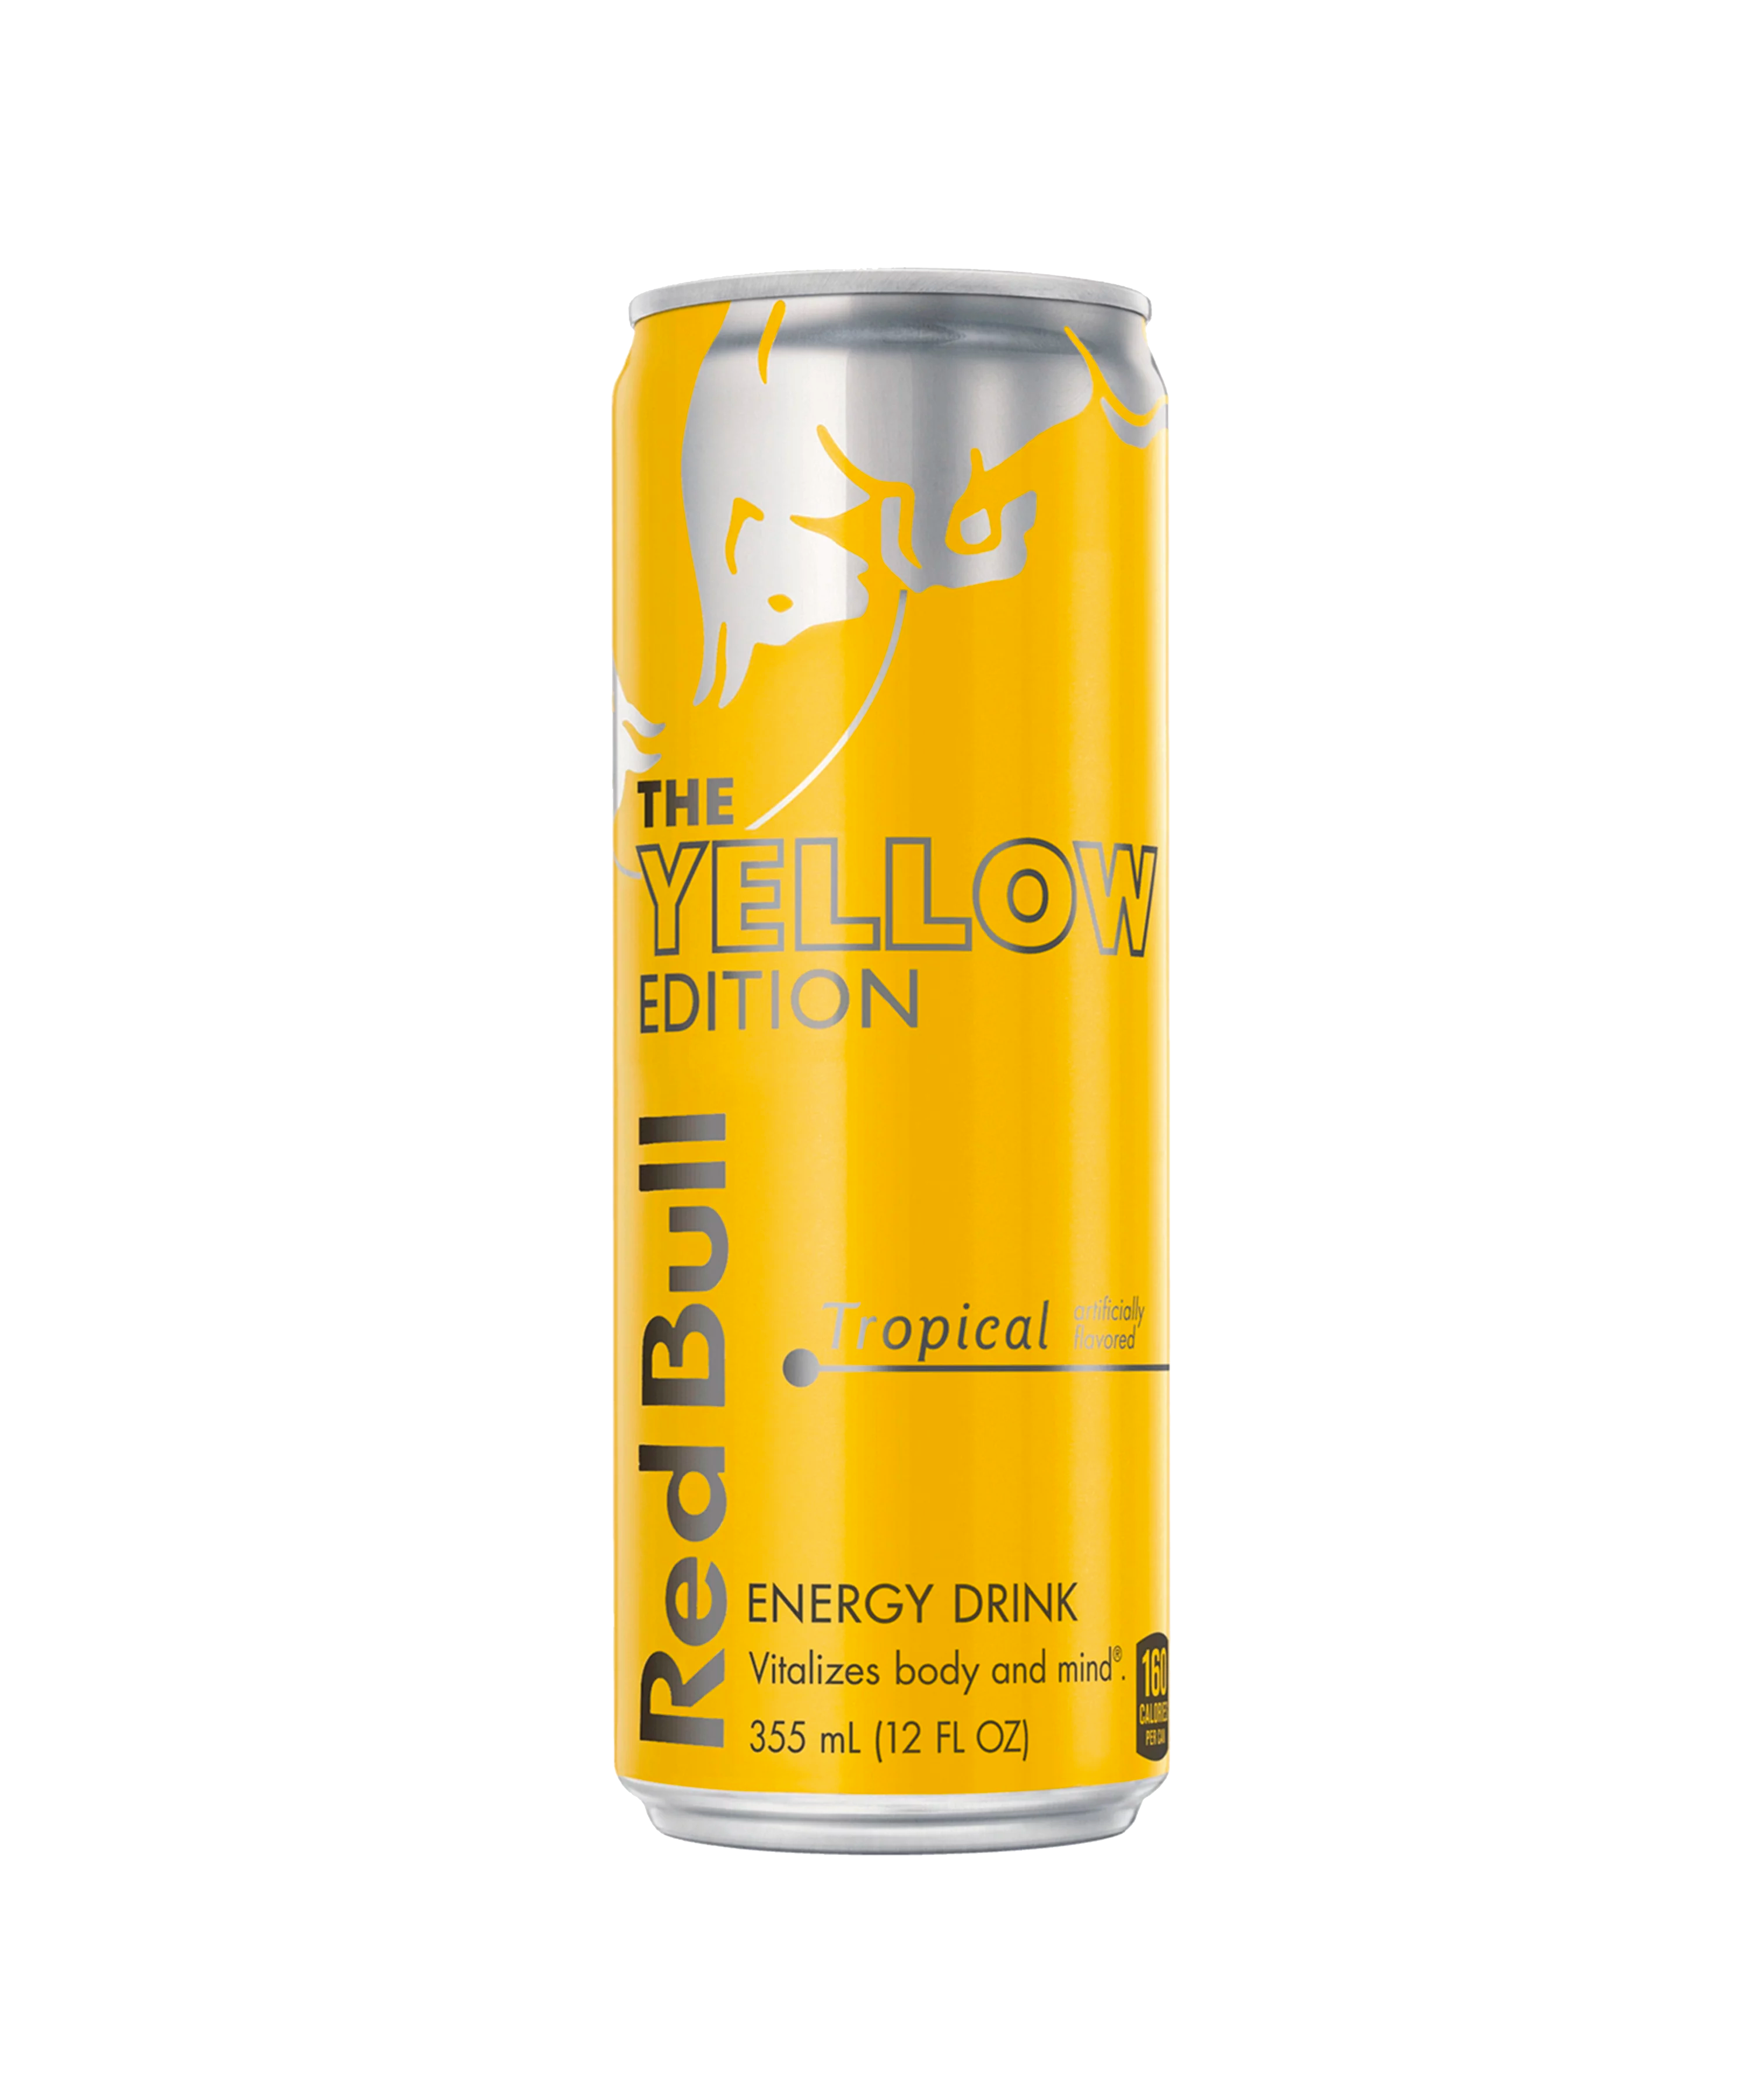 THE
YELLOW
EDITION
Red Bull
Tropical
artificially
flavored
ENERGY DRINK
Vitalizes body and mind®.
355 mL (12 FL OZ)
160
CALORIES
PER CAN